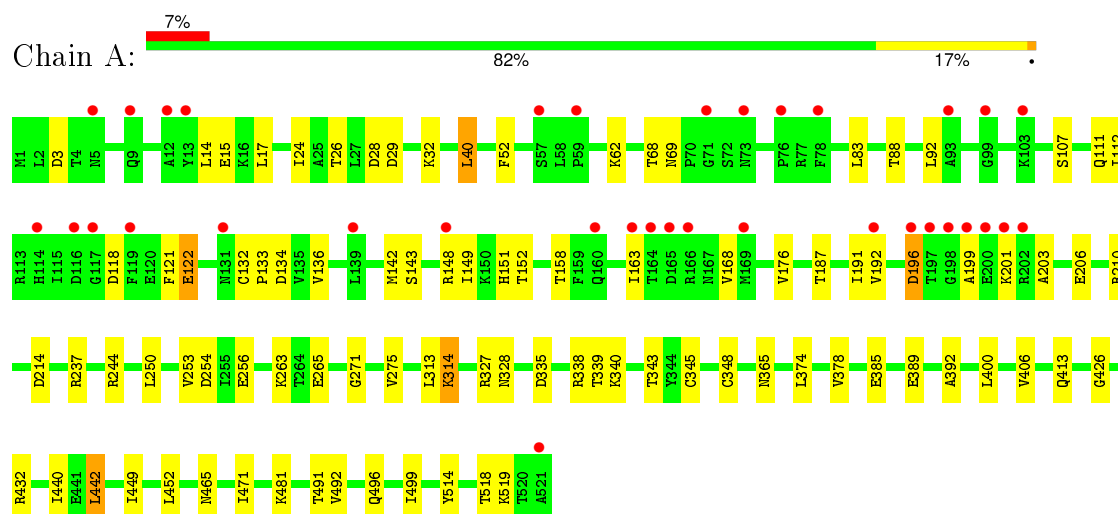 7%
Chain A:
82% 17% •
M1 L2 D3 T4 N5 Q9 A12 Y13 L14 E15 K16 L17 I24 A25 T26 L27 D28 D29 K32 L40 F52 S57 L58 P59 K62 T68 N69 P70 G71 S72 N73 P76 R77 F78 L83 T88 L92 A93 G99 K103 S107 Q111 I112
R113 H114 I115 D116 G117 D118 F119 E120 F121 E122 N131 C132 P133 D134 V135 V136 L139 M142 S143 R148 I149 K150 H151 T152 T158 F159 Q160 I163 T164 D165 R166 N167 V168 M169 V176 T187 I191 V192 D196 T197 G198 A199 E200 K201 R202 A203 E206 R210
D214 R237 R244 L250 V253 D254 I255 E256 K263 T264 E265 G271 V275 L313 K314 R327 N328 D335 R338 T339 K340 T343 Y344 C345 C348 N365 L374 V378 E385 E389 A392 L400 V406 Q413 G426
R432 I440 E441 L442 I449 L452 N465 I471 K481 T491 V492 Q496 I499 Y514 T518 K519 T520 A521